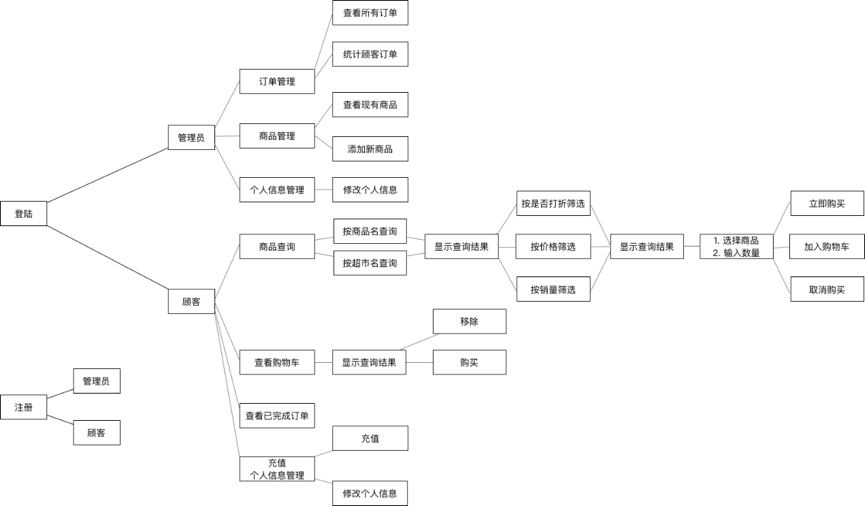 查看所有订单
统计顾客订单
订单管理
查看现有商品
管理员
商品管理
添加新商品
个人信息管理
修改个人信息
登陆
按是否打折筛选
立即购买
按商品名查询
商品查询
显示查询结果
按价格筛选
显示查询结果
1. 选择商品
2. 输入数量
加入购物车
按超市名查询
按销量筛选
取消购买
顾客
移除
查看购物车
显示查询结果
购买
管理员
注册
查看已完成订单
顾客
充值
充值
个人信息管理
修改个人信息